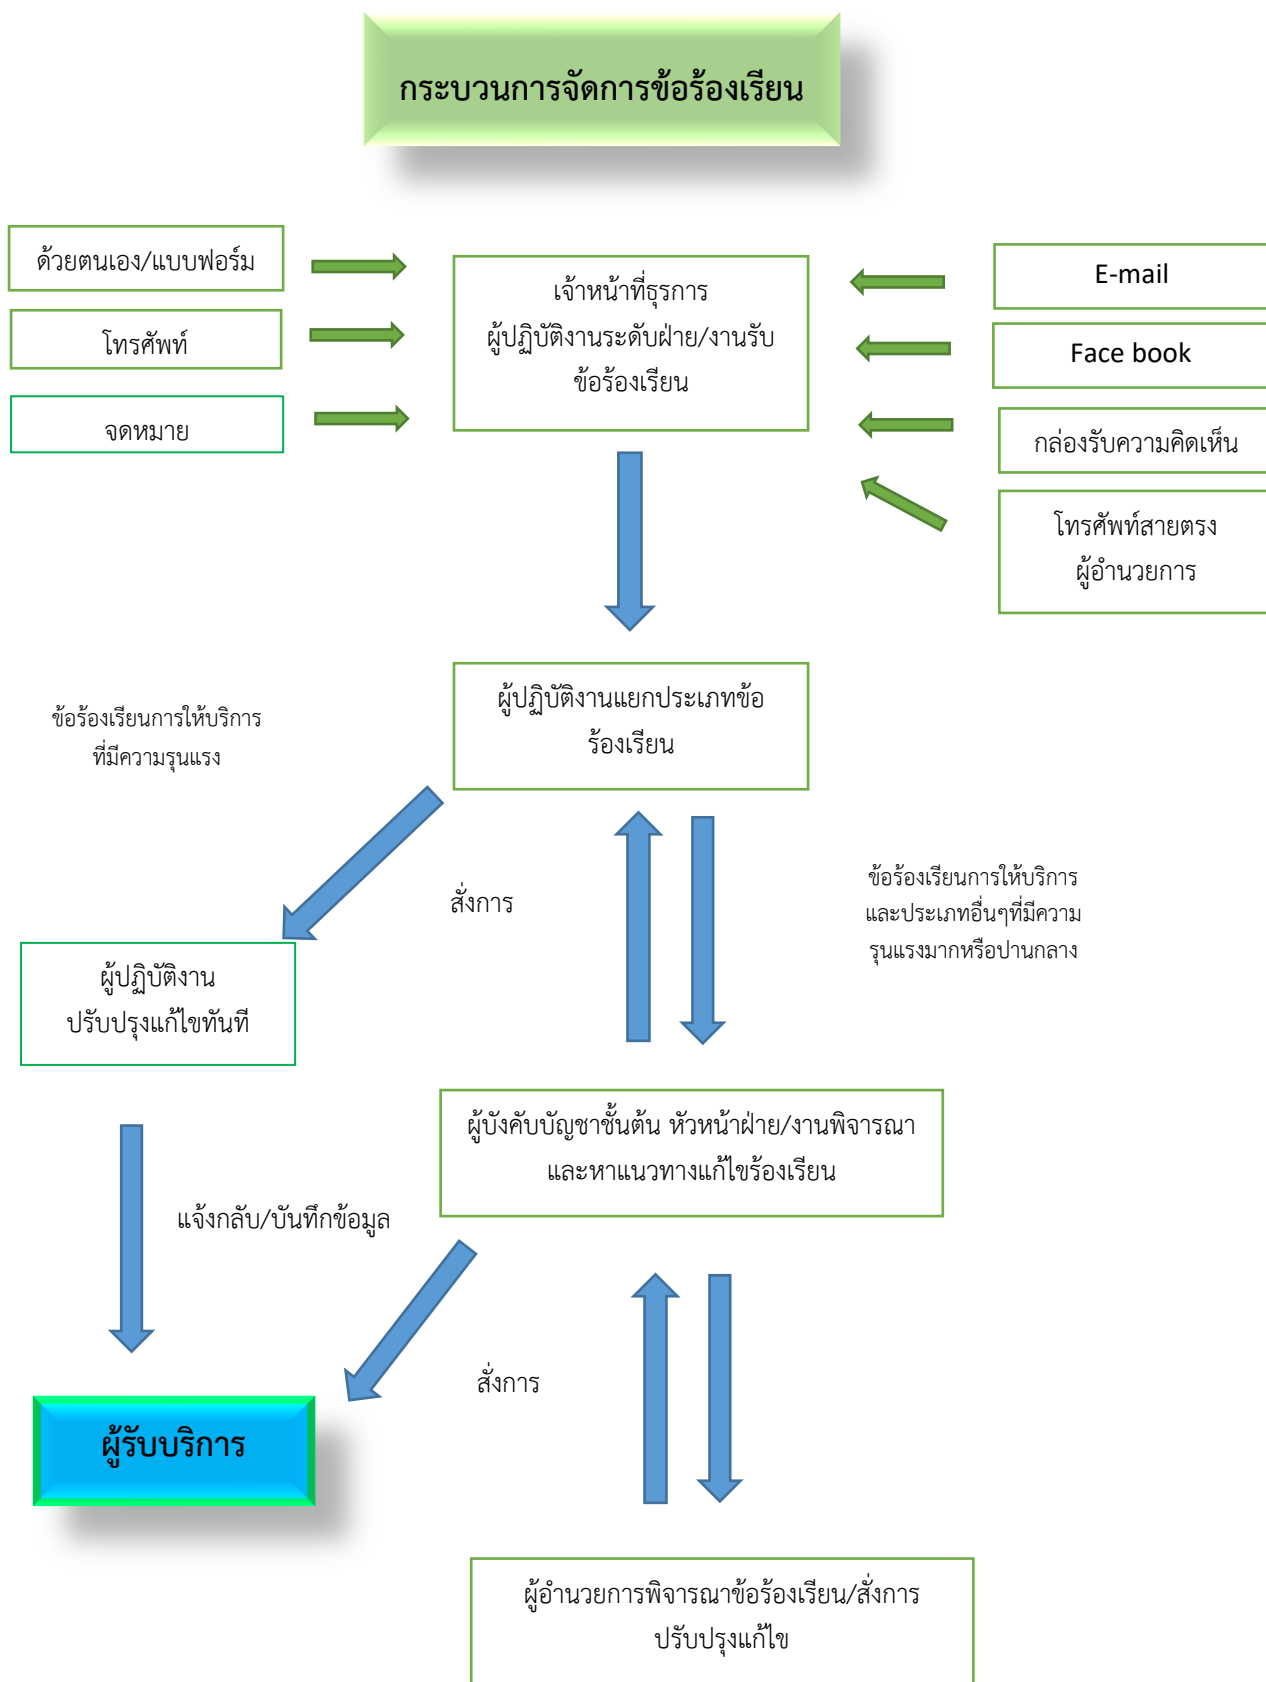 กระบวนการจัดการข้อร้องเรียน
ด้วยตนเอง/แบบฟอร์ม
โทรศัพท์
จดหมาย
เจ้าหน้าที่ธุรการ
ผู้ปฏิบัติงานระดับฝ่าย/งานรับ
ข้อร้องเรียน
E-mail
Face book
กล่องรับความคิดเห็น
โทรศัพท์สายตรง
ผู้อำนวยการ
ผู้ปฏิบัติงานแยกประเภทข้อ
ร้องเรียน
ข้อร้องเรียนการให้บริการ
ที่มีความรุนแรง
สั่งการ
ข้อร้องเรียนการให้บริการ
และประเภทอื่นๆที่มีความ
รุนแรงมากหรือปานกลาง
ผู้ปฏิบัติงาน
ปรับปรุงแก้ไขทันที
ผู้บังคับบัญชาชั้นต้น หัวหน้าฝ่าย/งานพิจารณา
และหาแนวทางแก้ไขร้องเรียน
แจ้งกลับ/บันทึกข้อมูล
สั่งการ
ผู้รับบริการ
ผู้อำนวยการพิจารณาข้อร้องเรียน/สั่งการ
ปรับปรุงแก้ไข